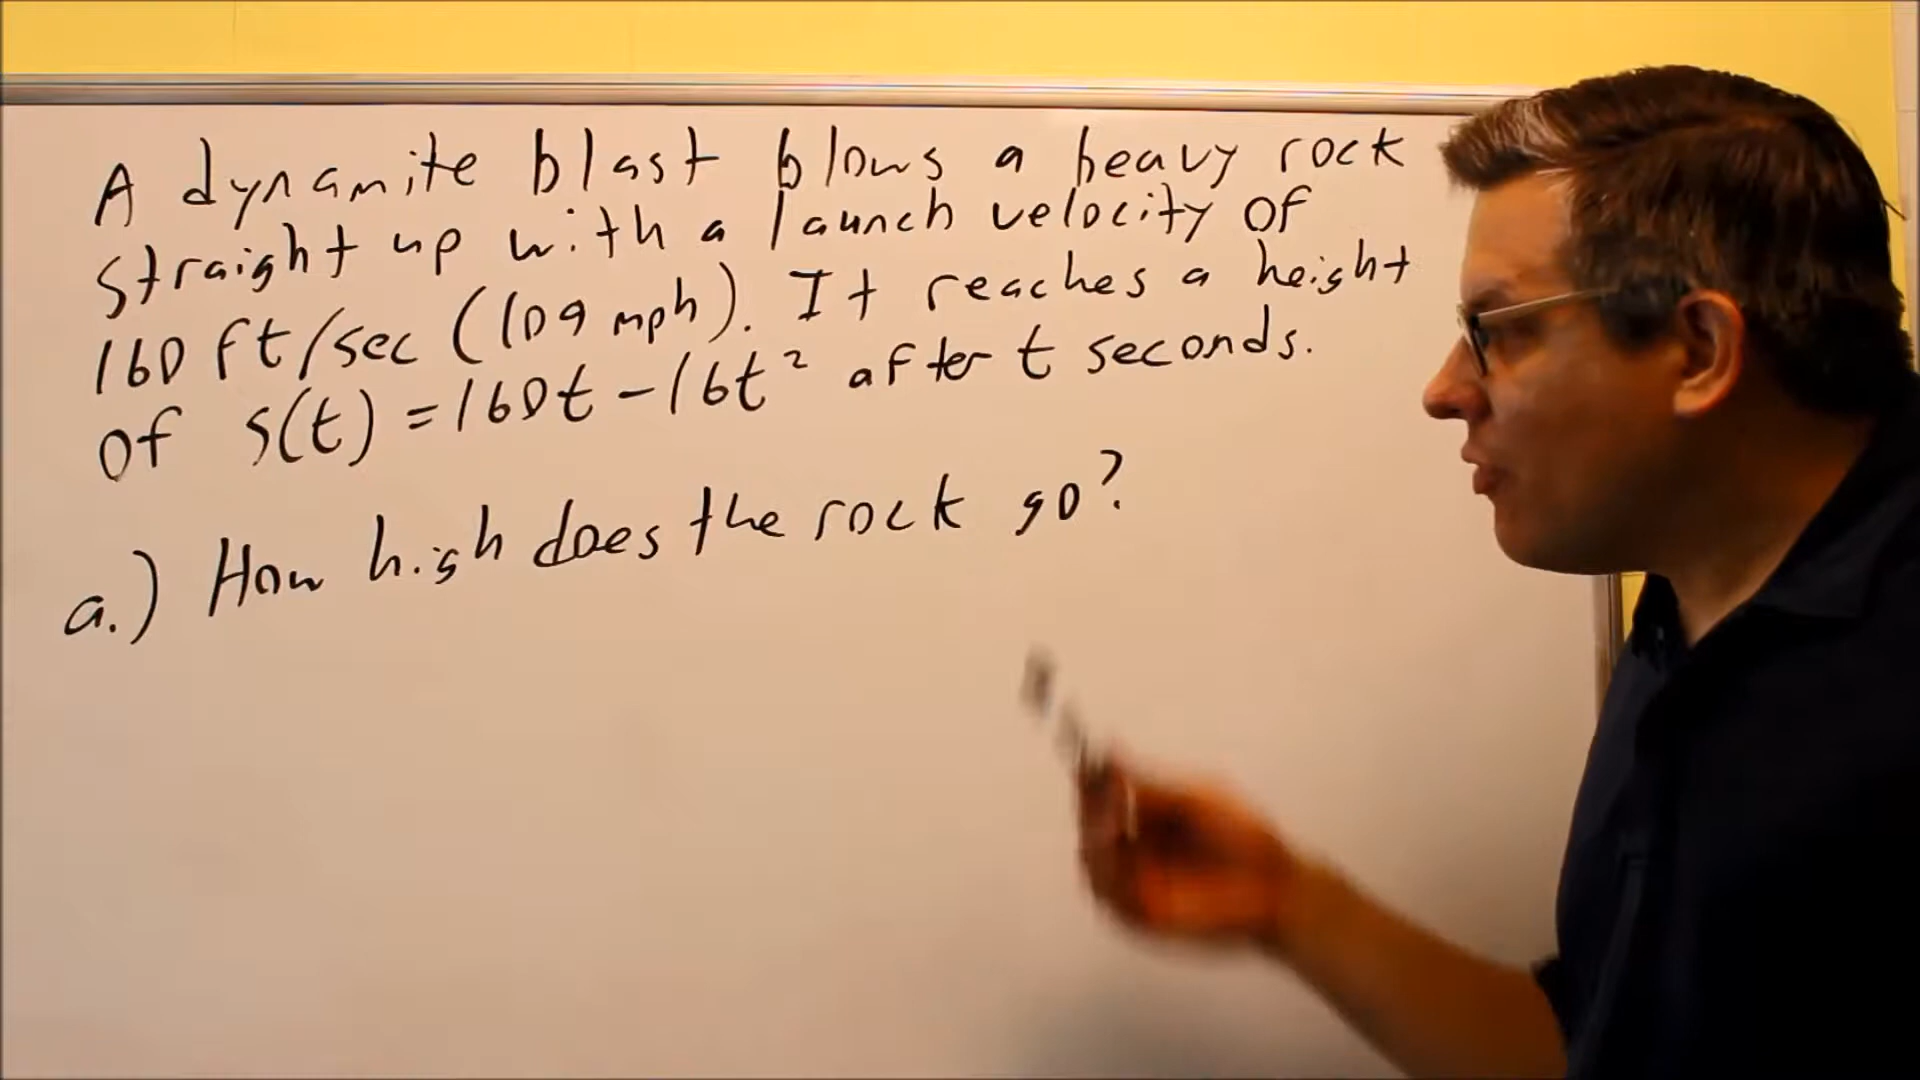 A dynamite blast blows a heavy rock
straight up with a launch velocity of
160 ft/sec (109 mph). It reaches a height
of s(t) = 160t - 16t² after t seconds.
a.) How high does the rock go?